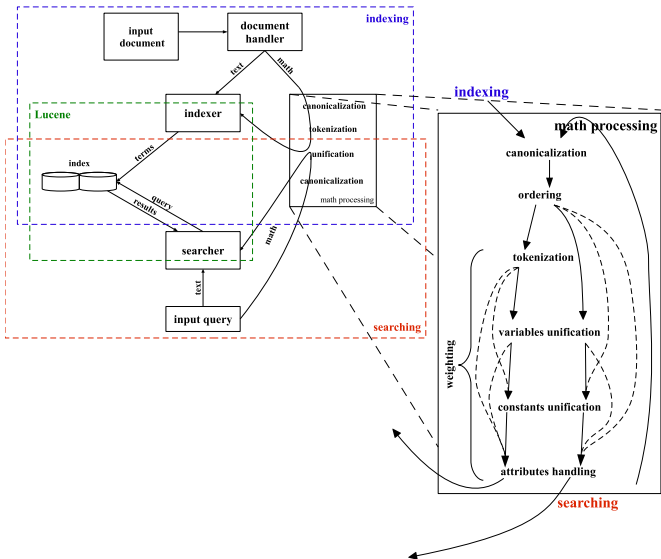 input
document
document
handler
indexing
text
math
Lucene
indexer
canonicalization
tokenization
unification
canonicalization
math processing
terms
index
query
results
searcher
math
text
input query
searching
indexing
math processing
canonicalization
ordering
tokenization
variables unification
weighting
constants unification
attributes handling
searching